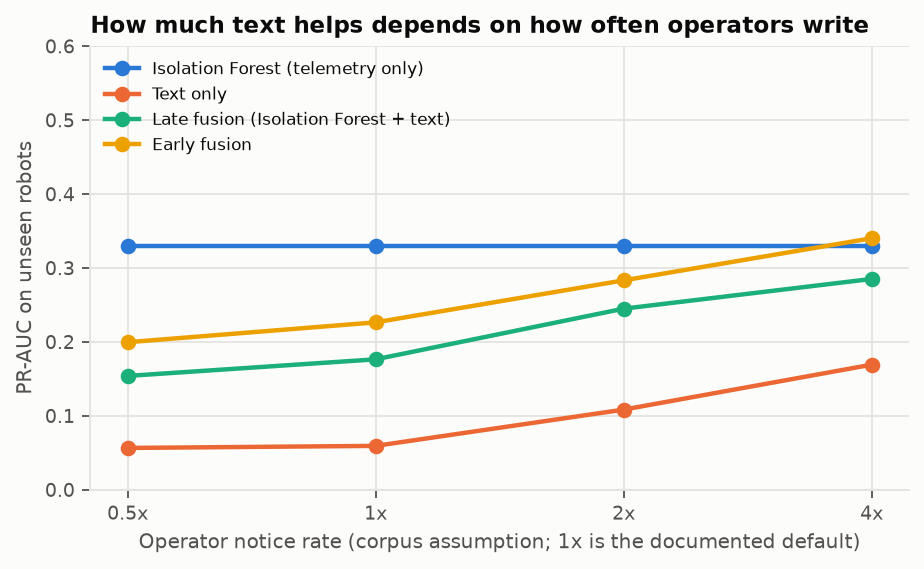 How much text helps depends on how often operators write
0.6
0.5
0.4
0.3
0.2
0.1
0.0
PR-AUC on unseen robots
Isolation Forest (telemetry only)
Text only
Late fusion (Isolation Forest + text)
Early fusion
0.5x 1x 2x 4x
Operator notice rate (corpus assumption; 1x is the documented default)